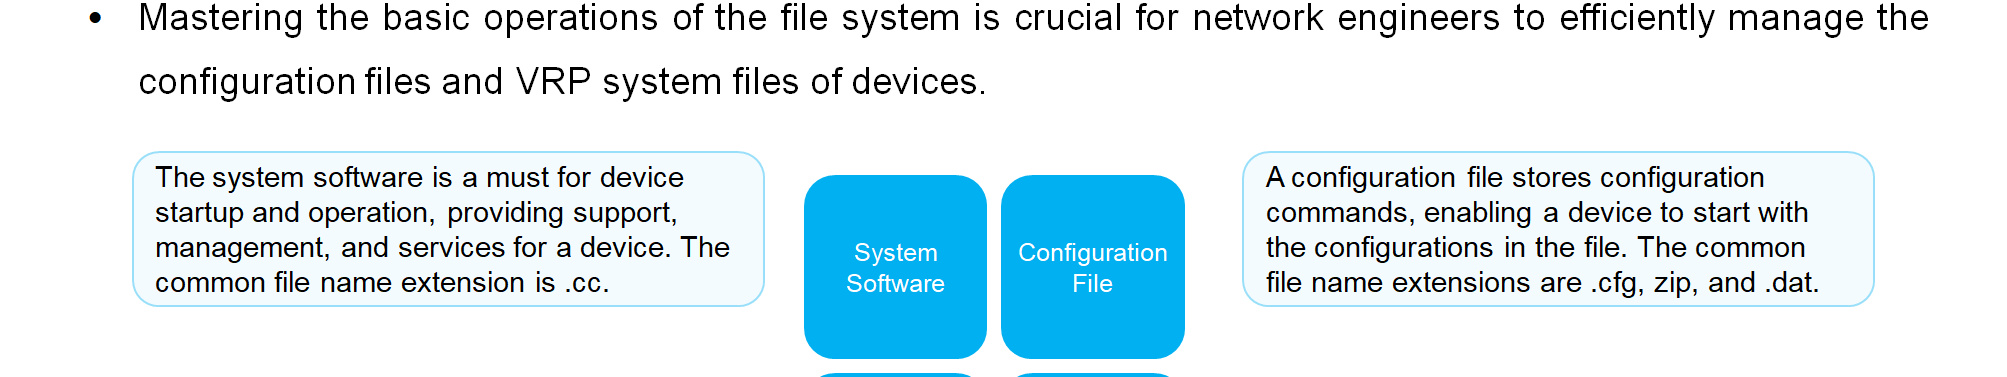 • Mastering the basic operations of the file system is crucial for network engineers to efficiently manage the
configuration files and VRP system files of devices.
The system software is a must for device
startup and operation, providing support,
management, and services for a device. The
common file name extension is .cc.
System
Software
Configuration
File
A configuration file stores configuration
commands, enabling a device to start with
the configurations in the file. The common
file name extensions are .cfg, zip, and .dat.